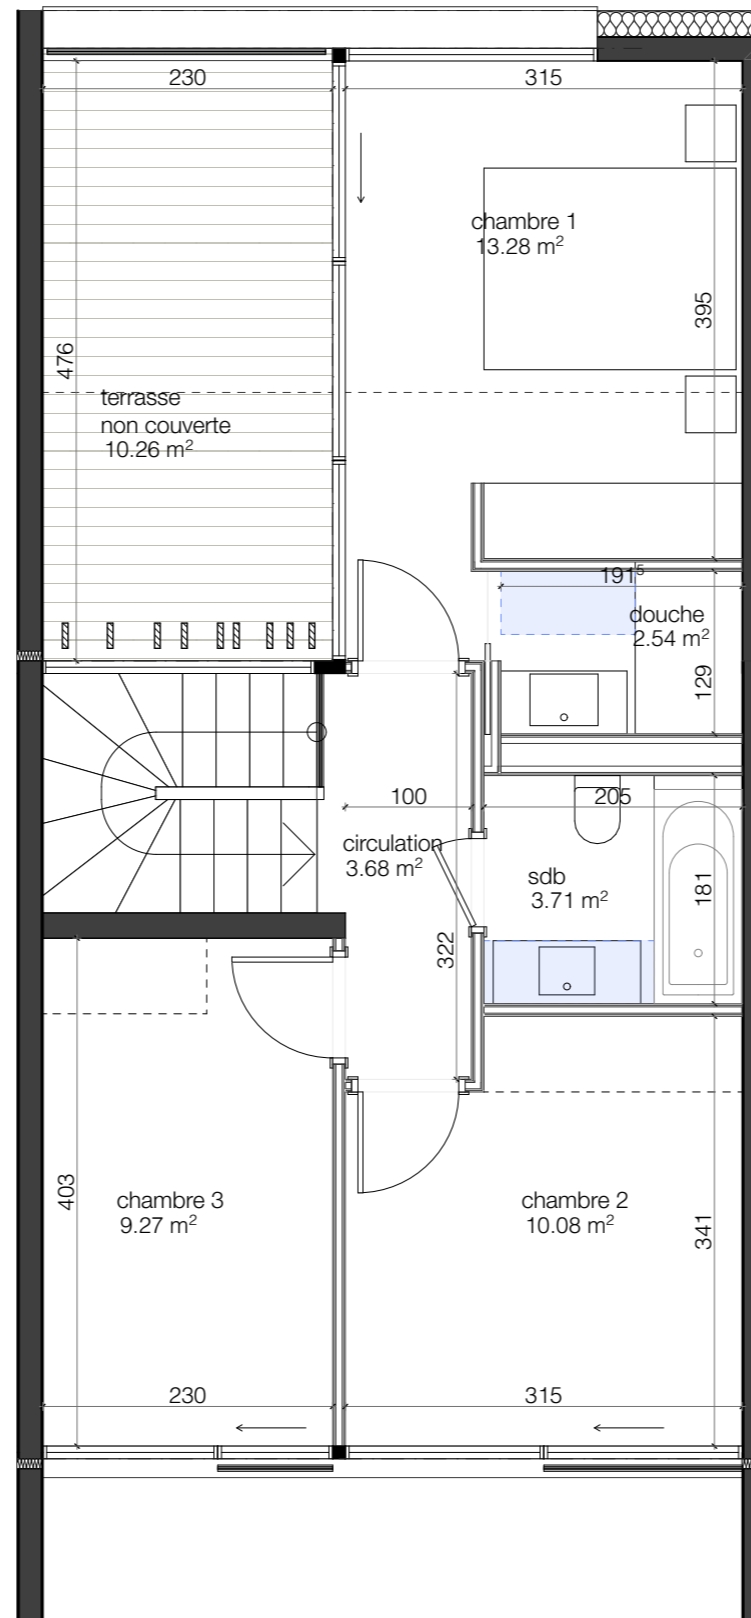 230
315
chambre 1
13.28 m²
395
476
terrasse
non couverte
10.26 m²
191⁵
douche
2.54 m²
129
100
205
circulation
3.68 m²
sdb
3.71 m²
181
322
403
chambre 3
9.27 m²
chambre 2
10.08 m²
341
230
315